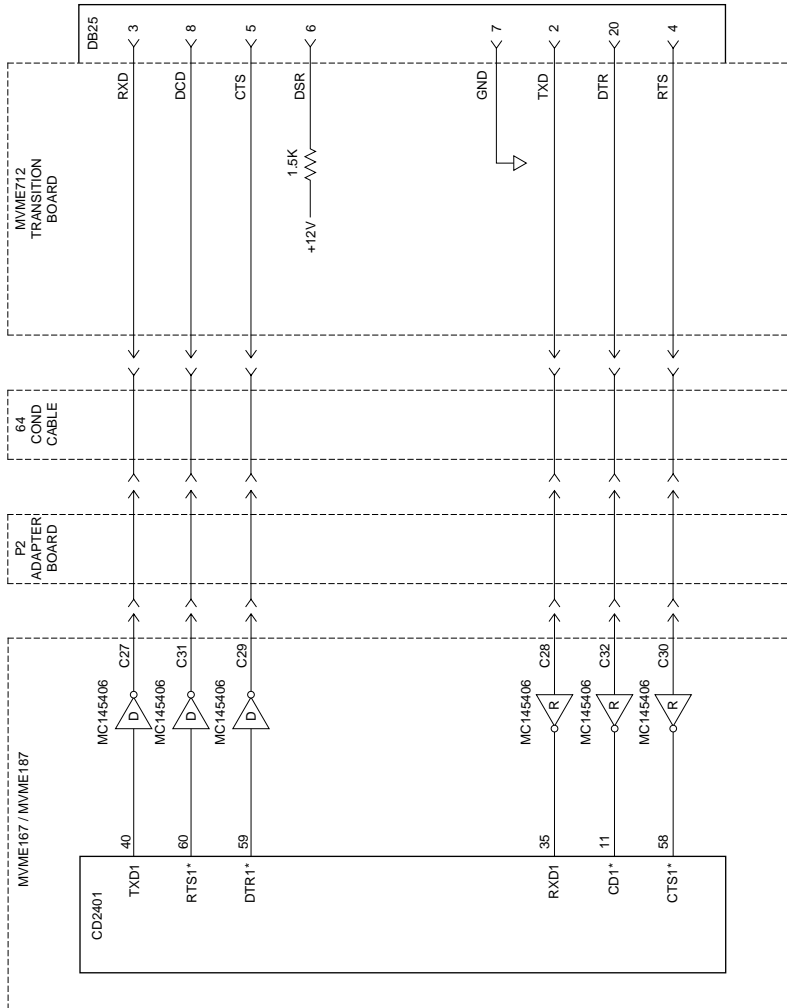 MVME167 / MVME187
CD2401
TXD1
40
MC145406
D
C27
RTS1*
60
MC145406
D
C31
DTR1*
59
MC145406
D
C29
RXD1
35
MC145406
R
C28
CD1*
11
MC145406
R
C32
CTS1*
58
MC145406
R
C30
P2
ADAPTER
BOARD
64
COND
CABLE
MVME712
TRANSITION
BOARD
DB25
RXD
3
DCD
8
CTS
5
+12V
1.5K
DSR
6
GND
7
TXD
2
DTR
20
RTS
4